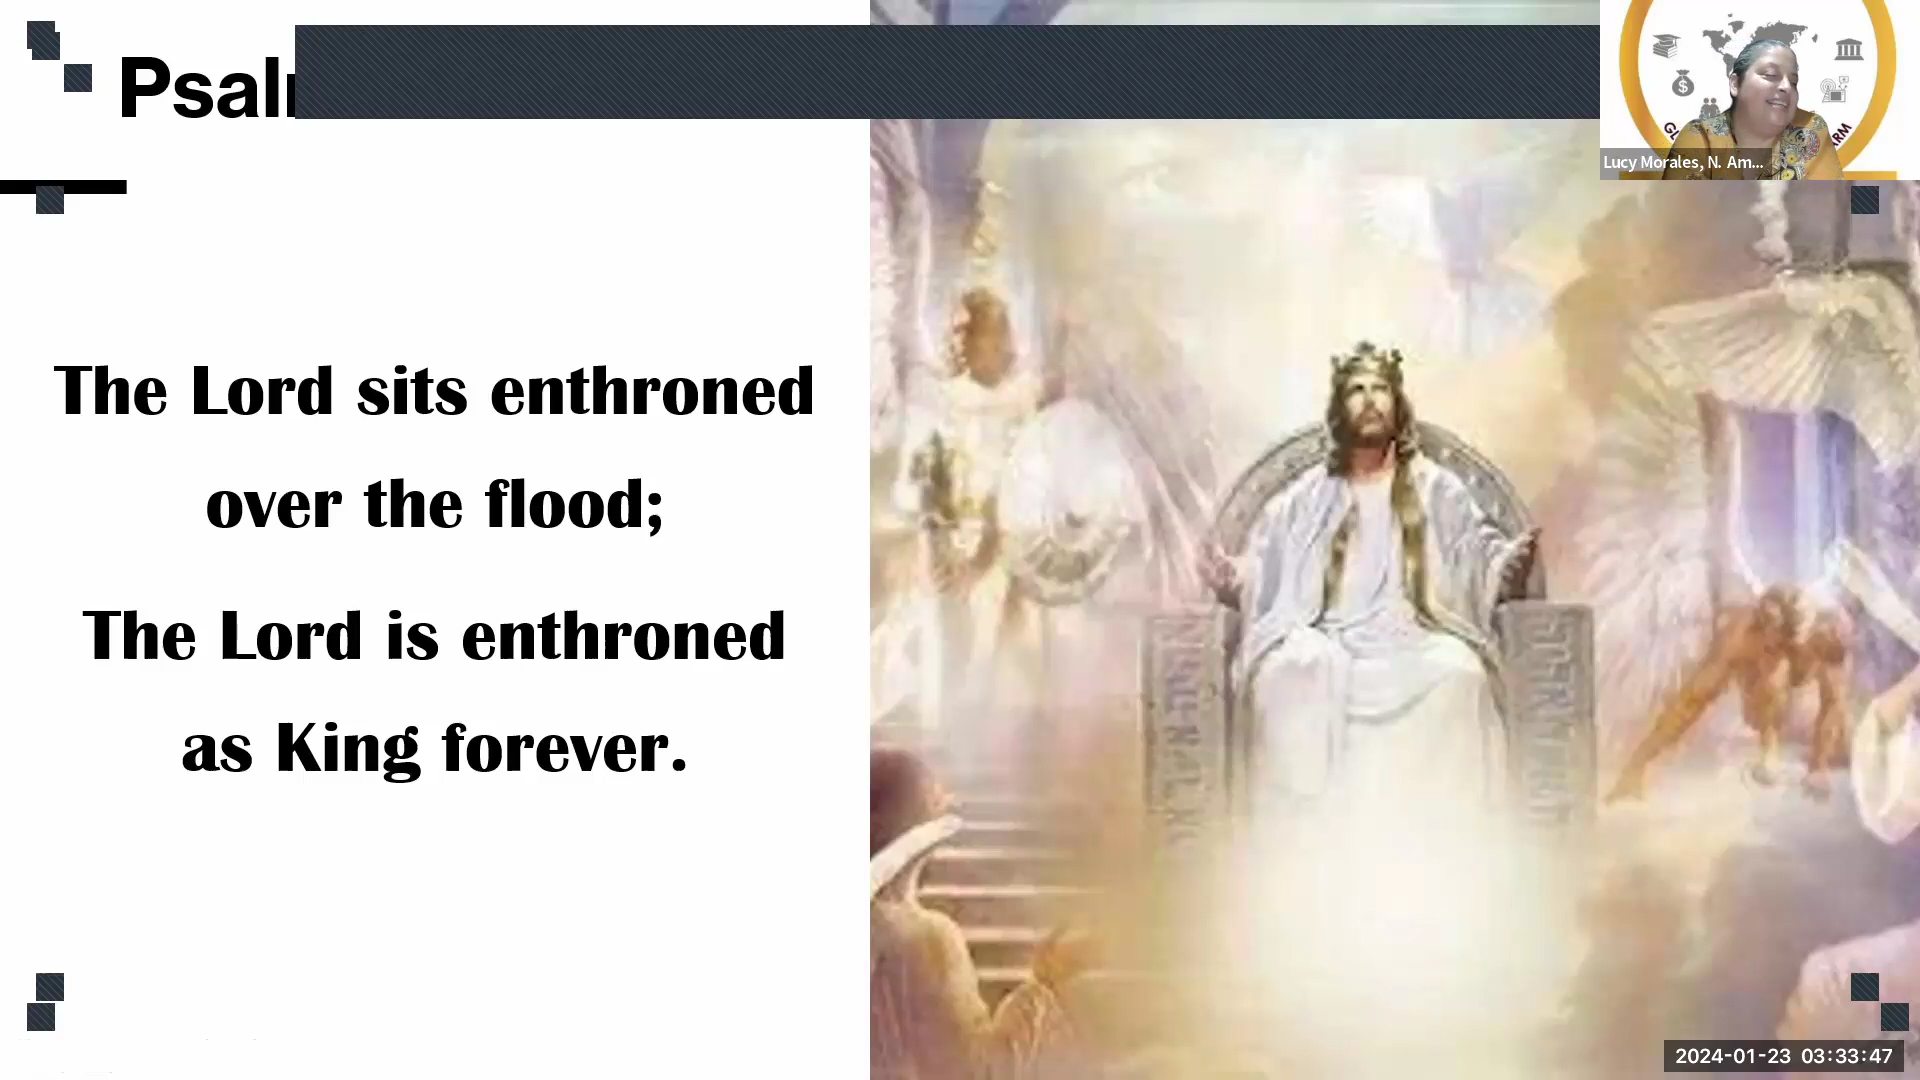 Psal
The Lord sits enthroned
over the flood;
The Lord is enthroned
as King forever.
Lucy Morales, N. Am...
2024-01-23 03:33:47